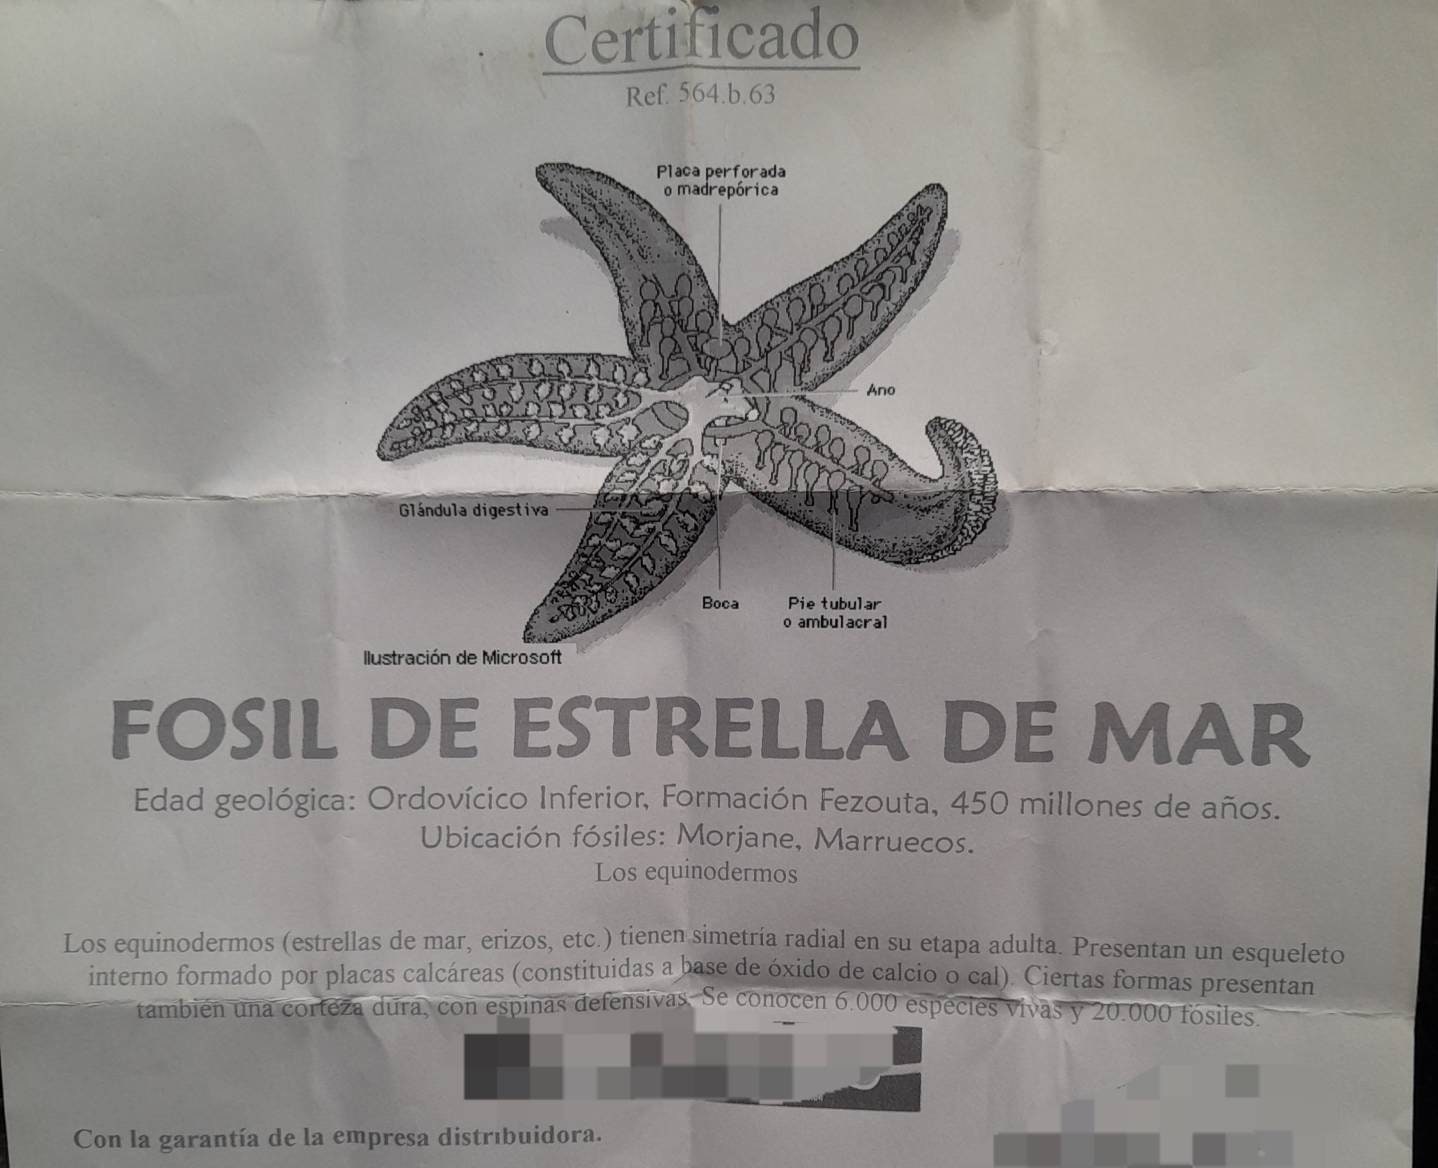 Certificado
Ref. 564.b.63
Placa perforada
o madrepórica
Ano
Glándula digestiva
Boca
Pie tubular
o ambulacral
Ilustración de Microsoft
FOSIL DE ESTRELLA DE MAR
Edad geológica: Ordovícico Inferior, Formación Fezouta, 450 millones de años.
Ubicación fósiles: Morjane, Marruecos.
Los equinodermos
Los equinodermos (estrellas de mar, erizos, etc.) tienen simetría radial en su etapa adulta. Presentan un esqueleto
interno formado por placas calcáreas (constituidas a base de óxido de calcio o cal). Ciertas formas presentan
también una corteza dura, con espinas defensivas. Se conocen 6.000 especies vivas y 20.000 fósiles.
Con la garantía de la empresa distribuidora.